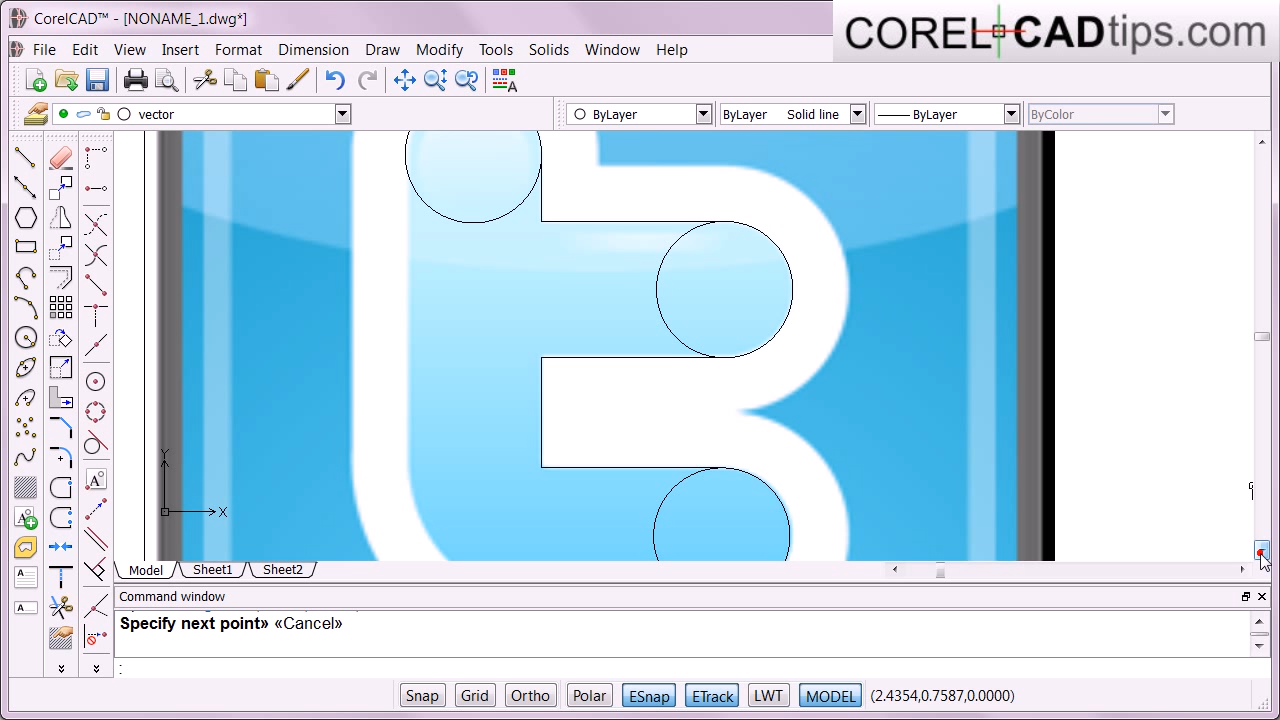 CorelCAD™ - [NONAME_1.dwg*]
COREL CADtips.com
File Edit View Insert Format Dimension Draw Modify Tools Solids Window Help
vector
ByLayer
ByLayer Solid line
ByLayer
ByColor
Y
X
Model Sheet1 Sheet2
Command window
Specify next point» «Cancel»
:
Snap Grid Ortho Polar ESnap ETrack LWT MODEL (2.4354,0.7587,0.0000)